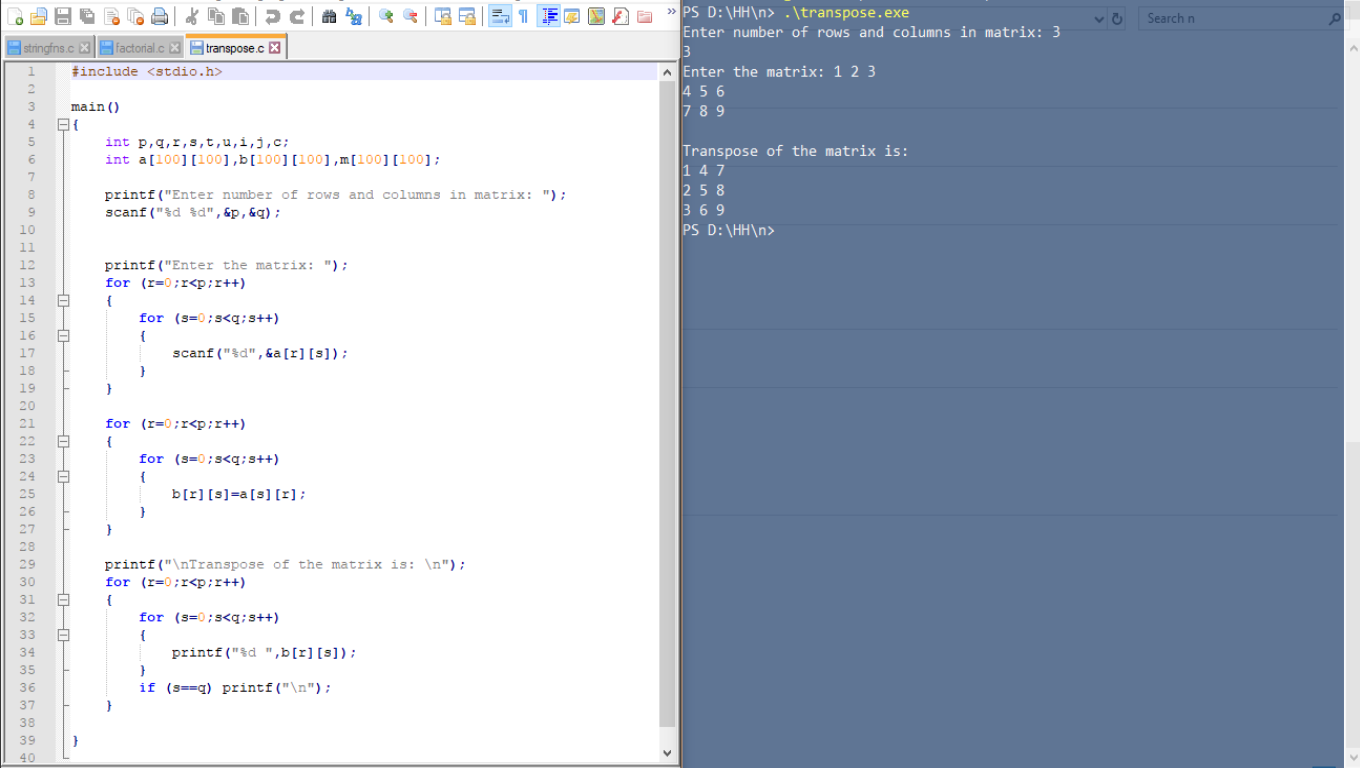 stringfns.c factorial.c transpose.c
1 #include <stdio.h>
2
3 main()
4 {
5 int p,q,r,s,t,u,i,j,c;
6 int a[100][100],b[100][100],m[100][100];
7
8 printf("Enter number of rows and columns in matrix: ");
9 scanf("%d %d",&p,&q);
10
11
12 printf("Enter the matrix: ");
13 for (r=0;r<p;r++)
14 {
15 for (s=0;s<q;s++)
16 {
17 scanf("%d",&a[r][s]);
18 }
19 }
20
21 for (r=0;r<p;r++)
22 {
23 for (s=0;s<q;s++)
24 {
25 b[r][s]=a[s][r];
26 }
27 }
28
29 printf("\nTranspose of the matrix is: \n");
30 for (r=0;r<p;r++)
31 {
32 for (s=0;s<q;s++)
33 {
34 printf("%d ",b[r][s]);
35 }
36 if (s==q) printf("\n");
37 }
38
39 }
40
PS D:\HH\n> .\transpose.exe
Search n
Enter number of rows and columns in matrix: 3
3
Enter the matrix: 1 2 3
4 5 6
7 8 9
Transpose of the matrix is:
1 4 7
2 5 8
3 6 9
PS D:\HH\n>